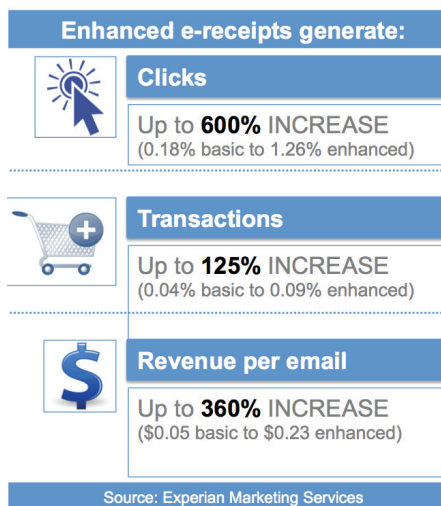 Enhanced e-receipts generate:
Clicks
Up to 600% INCREASE
(0.18% basic to 1.26% enhanced)
Transactions
Up to 125% INCREASE
(0.04% basic to 0.09% enhanced)
$
Revenue per email
Up to 360% INCREASE
($0.05 basic to $0.23 enhanced)
Source: Experian Marketing Services